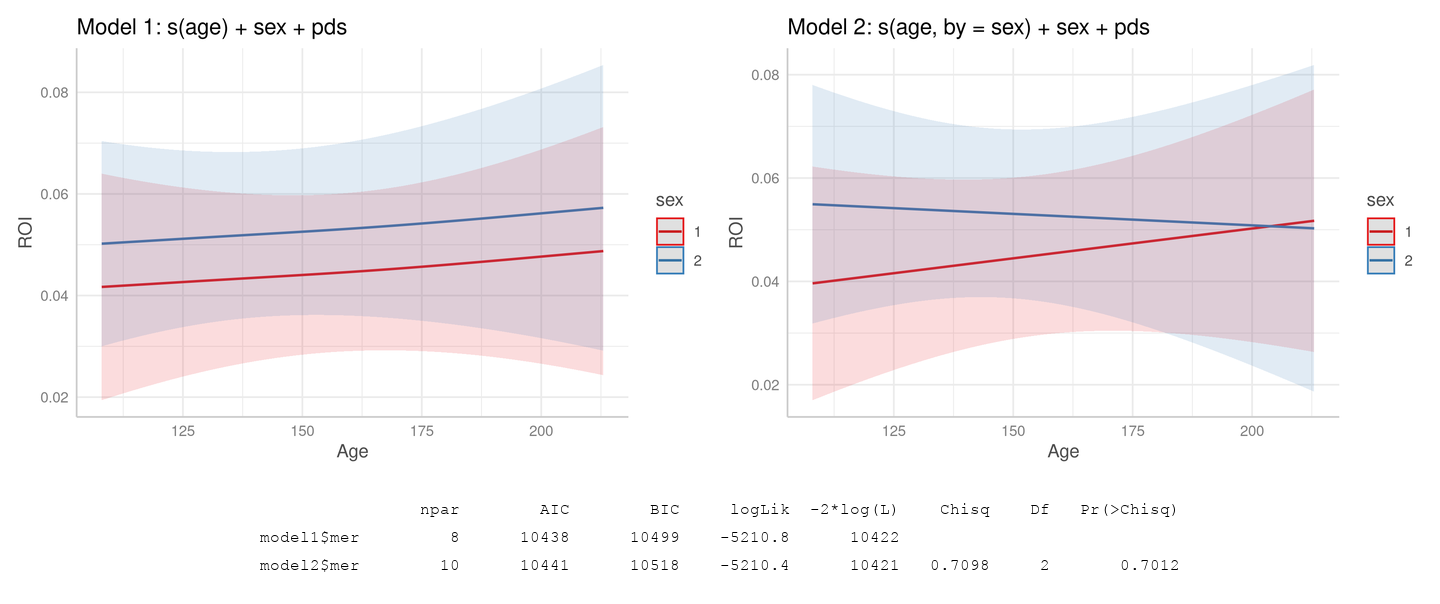 Model 1: s(age) + sex + pds
0.08
0.06
0.04
0.02
ROI
125 150 175 200
Age
sex
1
2
Model 2: s(age, by = sex) + sex + pds
0.08
0.06
0.04
0.02
ROI
125 150 175 200
Age
sex
1
2
npar AIC BIC logLik -2*log(L) Chisq Df Pr(>Chisq)
model1$mer 8 10438 10499 -5210.8 10422
model2$mer 10 10441 10518 -5210.4 10421 0.7098 2 0.7012